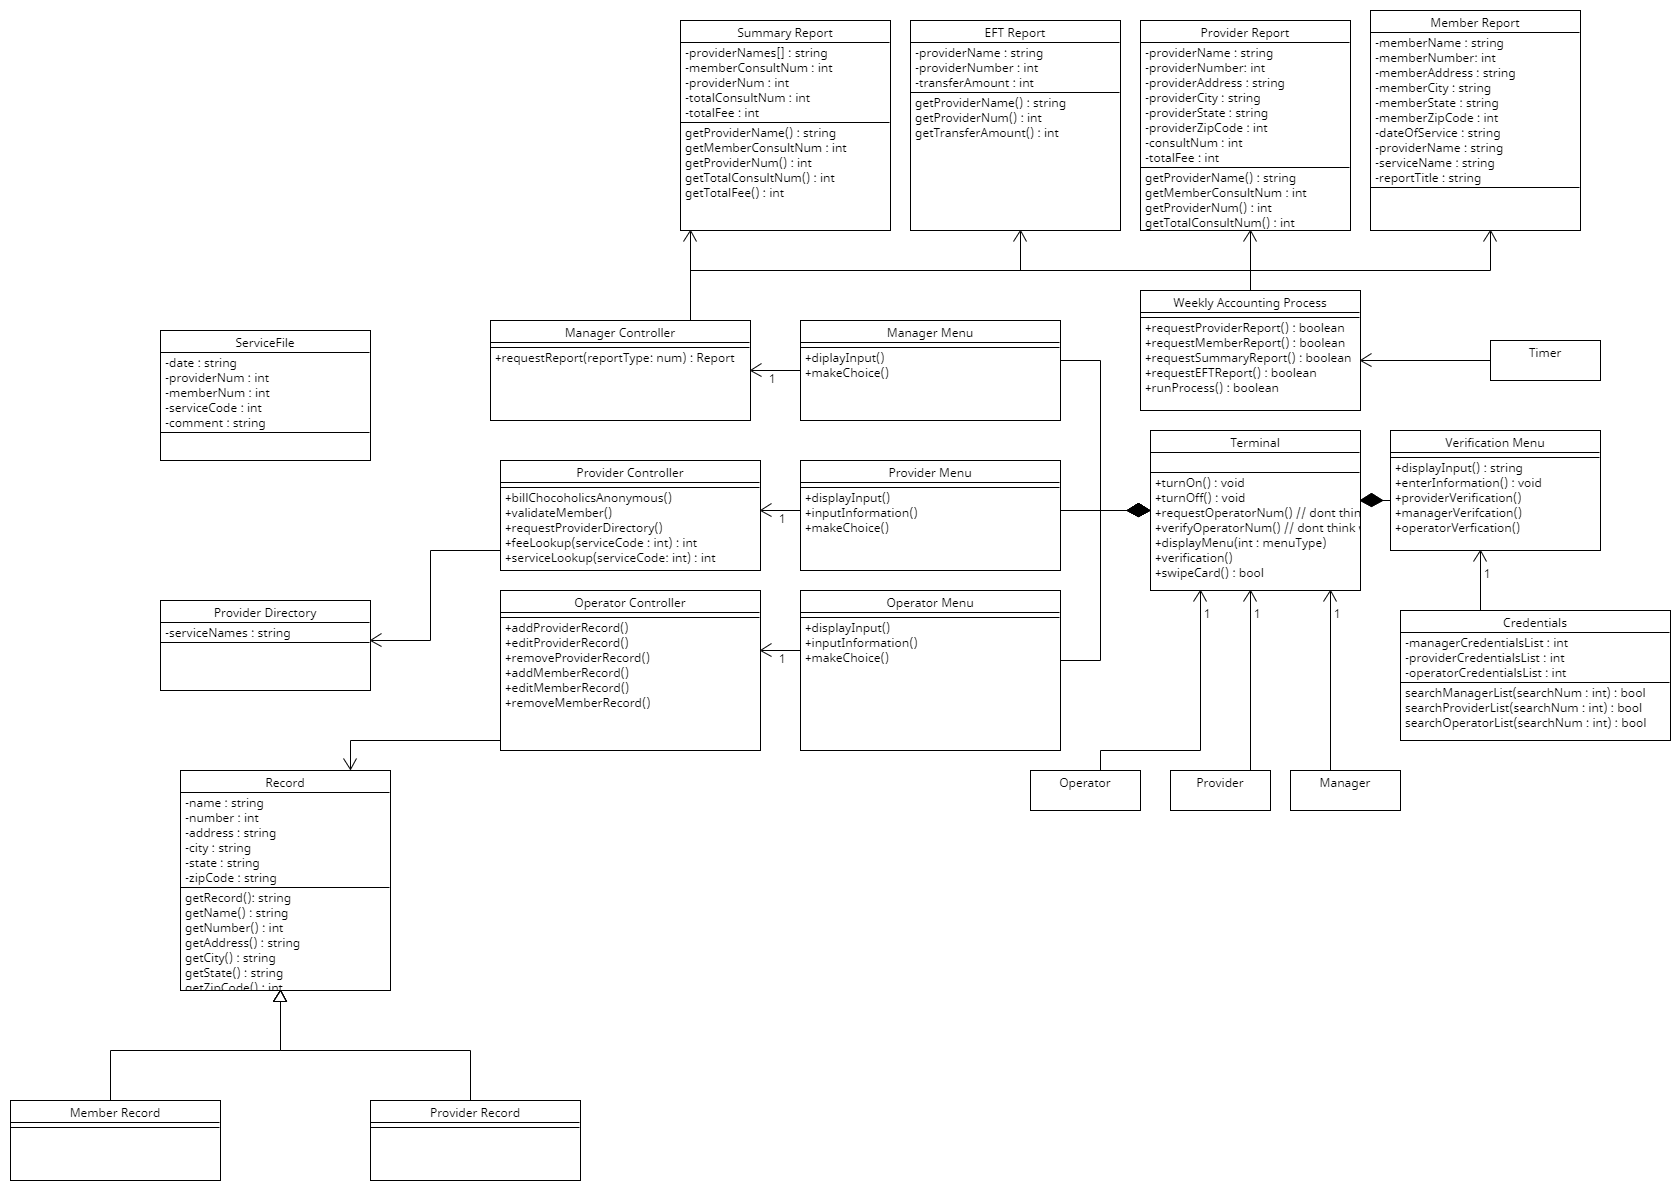 Summary Report
-providerNames[] : string
-memberConsultNum : int
-providerNum : int
-totalConsultNum : int
-totalFee : int
getProviderName() : string
getMemberConsultNum : int
getProviderNum() : int
getTotalConsultNum() : int
getTotalFee() : int
EFT Report
-providerName : string
-providerNumber : int
-transferAmount : int
getProviderName() : string
getProviderNum() : int
getTransferAmount() : int
Provider Report
-providerName : string
-providerNumber: int
-providerAddress : string
-providerCity : string
-providerState : string
-providerZipCode : int
-consultNum : int
-totalFee : int
getProviderName() : string
getMemberConsultNum : int
getProviderNum() : int
getTotalConsultNum() : int
Member Report
-memberName : string
-memberNumber: int
-memberAddress : string
-memberCity : string
-memberState : string
-memberZipCode : int
-dateOfService : string
-providerName : string
-serviceName : string
-reportTitle : string
ServiceFile
-date : string
-providerNum : int
-memberNum : int
-serviceCode : int
-comment : string
Manager Controller
+requestReport(reportType: num) : Report
1
Manager Menu
+diplayInput()
+makeChoice()
Weekly Accounting Process
+requestProviderReport() : boolean
+requestMemberReport() : boolean
+requestSummaryReport() : boolean
+requestEFTReport() : boolean
+runProcess() : boolean
Timer
Provider Controller
+billChocoholicsAnonymous()
+validateMember()
+requestProviderDirectory()
+feeLookup(serviceCode : int) : int
+serviceLookup(serviceCode: int) : int
1
Provider Menu
+displayInput()
+inputInformation()
+makeChoice()
Terminal
+turnOn() : void
+turnOff() : void
+requestOperatorNum() // dont thin
+verifyOperatorNum() // dont think
+displayMenu(int : menuType)
+verification()
+swipeCard() : bool
Verification Menu
+displayInput() : string
+enterInformation() : void
+providerVerification()
+managerVerifcation()
+operatorVerfication()
Provider Directory
-serviceNames : string
Operator Controller
+addProviderRecord()
+editProviderRecord()
+removeProviderRecord()
+addMemberRecord()
+editMemberRecord()
+removeMemberRecord()
1
Operator Menu
+displayInput()
+inputInformation()
+makeChoice()
1
1
1
1
Credentials
-managerCredentialsList : int
-providerCredentialsList : int
-operatorCredentialsList : int
searchManagerList(searchNum : int) : bool
searchProviderList(searchNum : int) : bool
searchOperatorList(searchNum : int) : bool
Operator
Provider
Manager
Record
-name : string
-number : int
-address : string
-city : string
-state : string
-zipCode : string
getRecord(): string
getName() : string
getNumber() : int
getAddress() : string
getCity() : string
getState() : string
getZipCode() : int
Member Record
Provider Record